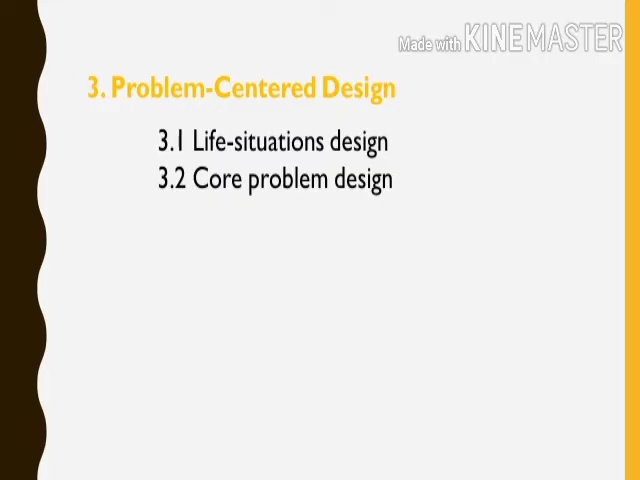 Made with KINEMASTER
3. Problem-Centered Design
3.1 Life-situations design
3.2 Core problem design